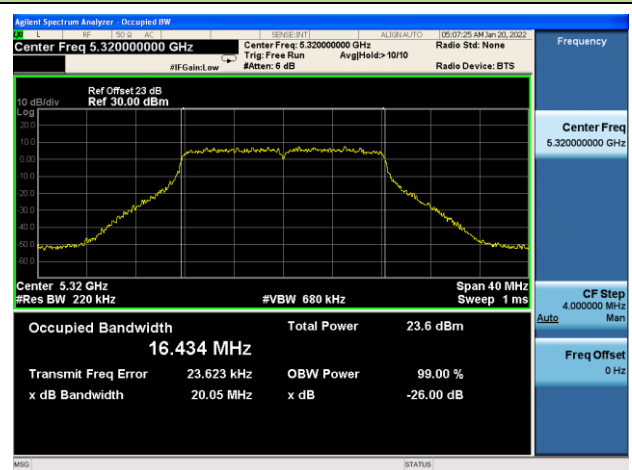 Agilent Spectrum Analyzer - Occupied BW
L RF 50 Ω AC SENSE:INT ALIGNAUTO 05:07:25 AM Jan 20, 2022
Center Freq 5.320000000 GHz
Center Freq: 5.320000000 GHz
Radio Std: None
Trig: Free Run Avg|Hold:> 10/10
#IFGain:Low #Atten: 6 dB Radio Device: BTS
Ref Offset 23 dB
10 dB/div Ref 30.00 dBm
Log
20.0
10.0
0.00
-10.0
-20.0
-30.0
-40.0
-50.0
-60.0
Center 5.32 GHz Span 40 MHz
#Res BW 220 kHz #VBW 680 kHz Sweep 1 ms
Occupied Bandwidth Total Power 23.6 dBm
16.434 MHz
Transmit Freq Error 23.623 kHz OBW Power 99.00 %
x dB Bandwidth 20.05 MHz x dB -26.00 dB
Frequency
Center Freq
5.320000000 GHz
CF Step
4.000000 MHz
Auto Man
Freq Offset
0 Hz
MSG STATUS